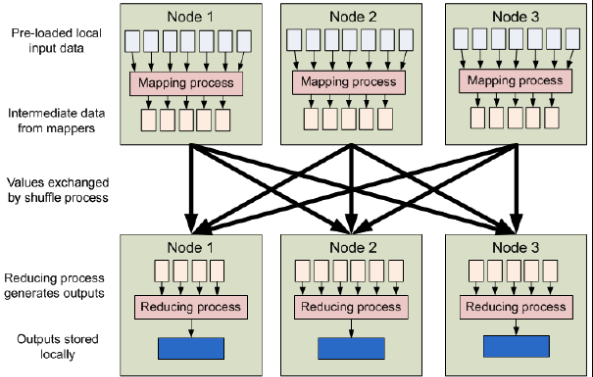 Node 1
Node 2
Node 3
Pre-loaded local
input data
Mapping process
Mapping process
Mapping process
Intermediate data
from mappers
Values exchanged
by shuffle process
Node 1
Node 2
Node 3
Reducing process
generates outputs
Reducing process
Reducing process
Reducing process
Outputs stored
locally